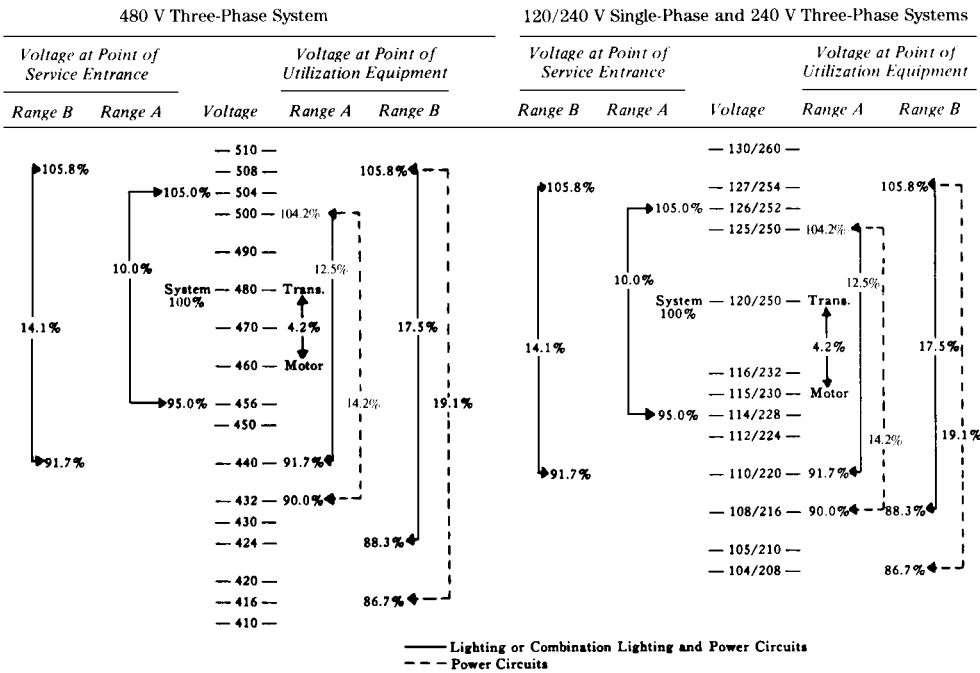 480 V Three-Phase System
120/240 V Single-Phase and 240 V Three-Phase Systems
Voltage at Point of Service Entrance
Voltage at Point of Utilization Equipment
Voltage at Point of Service Entrance
Voltage at Point of Utilization Equipment
Range B Range A Voltage Range A Range B
Range B Range A Voltage Range A Range B
— 510 —
105.8% — 508 — 105.8%
105.0% — 504 —
— 500 — 104.2%
— 490 —
10.0% 12.5%
System 100% — 480 — Trans.
14.1% — 470 — 4.2% 17.5%
— 460 — Motor
95.0% — 456 — 14.2% 19.1%
— 450 —
91.7% — 440 — 91.7%
— 432 — 90.0%
— 430 —
— 424 — 88.3%
— 420 —
— 416 — 86.7%
— 410 —
— 130/260 —
105.8% — 127/254 — 105.8%
105.0% — 126/252 —
— 125/250 — 104.2%
10.0% 12.5%
System 100% — 120/250 — Trans.
14.1% 4.2% 17.5%
— 116/232 —
— 115/230 — Motor
95.0% — 114/228 —
— 112/224 — 14.2% 19.1%
91.7% — 110/220 — 91.7%
— 108/216 — 90.0% 88.3%
— 105/210 —
— 104/208 — 86.7%
Lighting or Combination Lighting and Power Circuits
Power Circuits